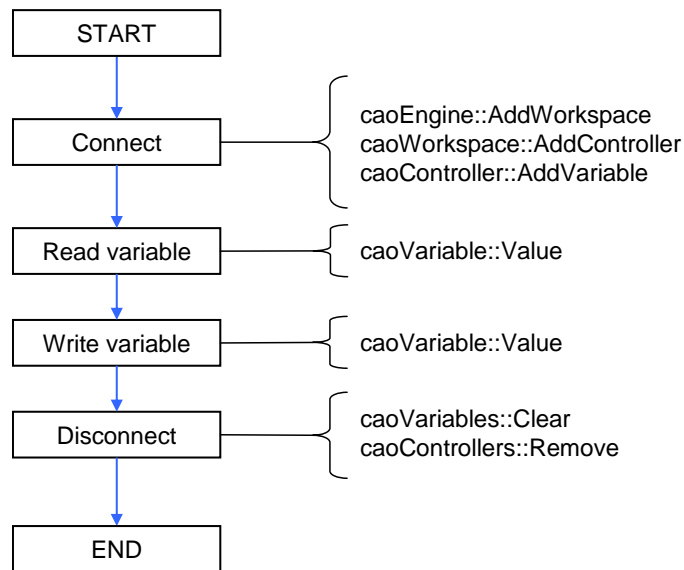 START
Connect
caoEngine::AddWorkspace
caoWorkspace::AddController
caoController::AddVariable
Read variable
caoVariable::Value
Write variable
caoVariable::Value
Disconnect
caoVariables::Clear
caoControllers::Remove
END